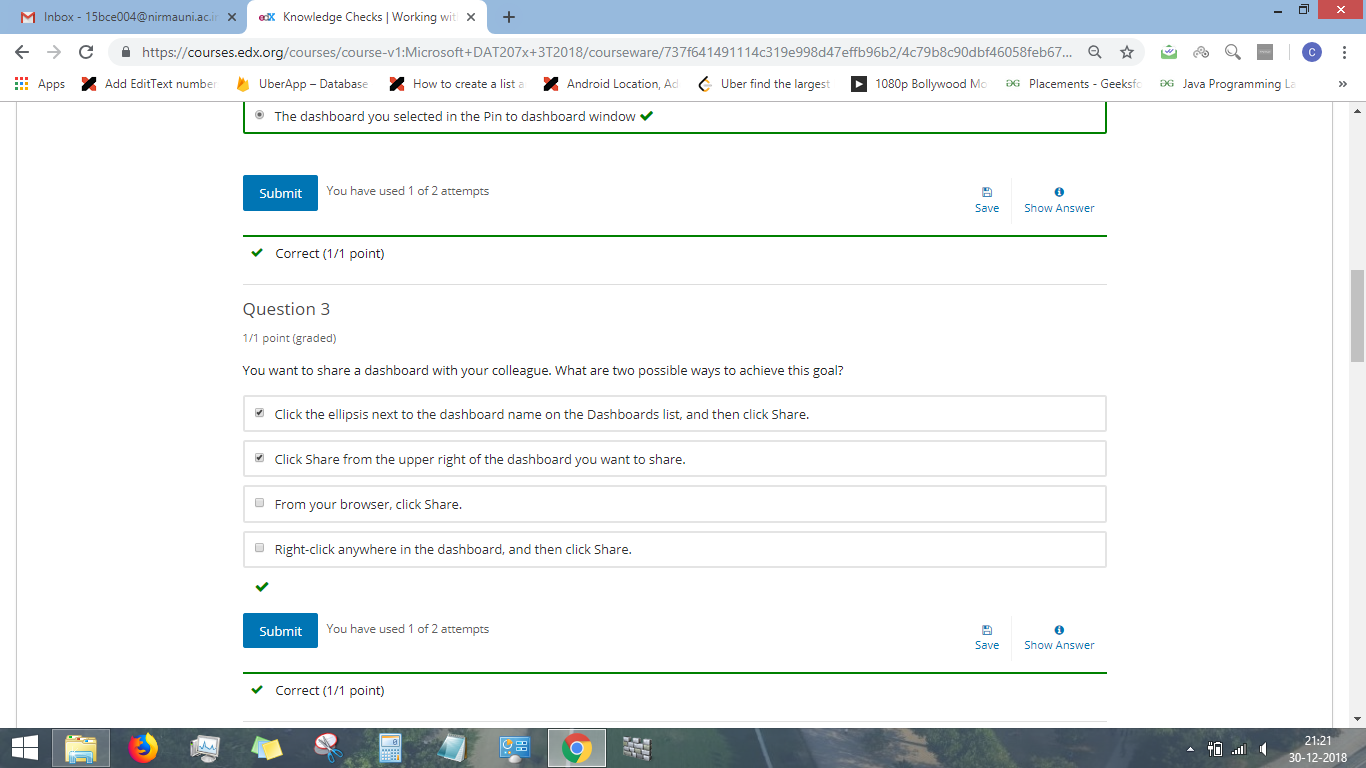 Inbox - 15bce004@nirmauni.ac.in
edX Knowledge Checks | Working wit
https://courses.edx.org/courses/course-v1:Microsoft+DAT207x+3T2018/courseware/737f641491114c319e998d47effb96b2/4c79b8c90dbf46058feb67...
C
Apps
Add EditText number
UberApp – Database
How to create a list a
Android Location, Ad
Uber find the largest
1080p Bollywood Mo
Placements - Geeksfo
Java Programming La
»
The dashboard you selected in the Pin to dashboard window
Submit
You have used 1 of 2 attempts
Save
Show Answer
Correct (1/1 point)
Question 3
1/1 point (graded)
You want to share a dashboard with your colleague. What are two possible ways to achieve this goal?
Click the ellipsis next to the dashboard name on the Dashboards list, and then click Share.
Click Share from the upper right of the dashboard you want to share.
From your browser, click Share.
Right-click anywhere in the dashboard, and then click Share.
Submit
You have used 1 of 2 attempts
Save
Show Answer
Correct (1/1 point)
21:21
30-12-2018